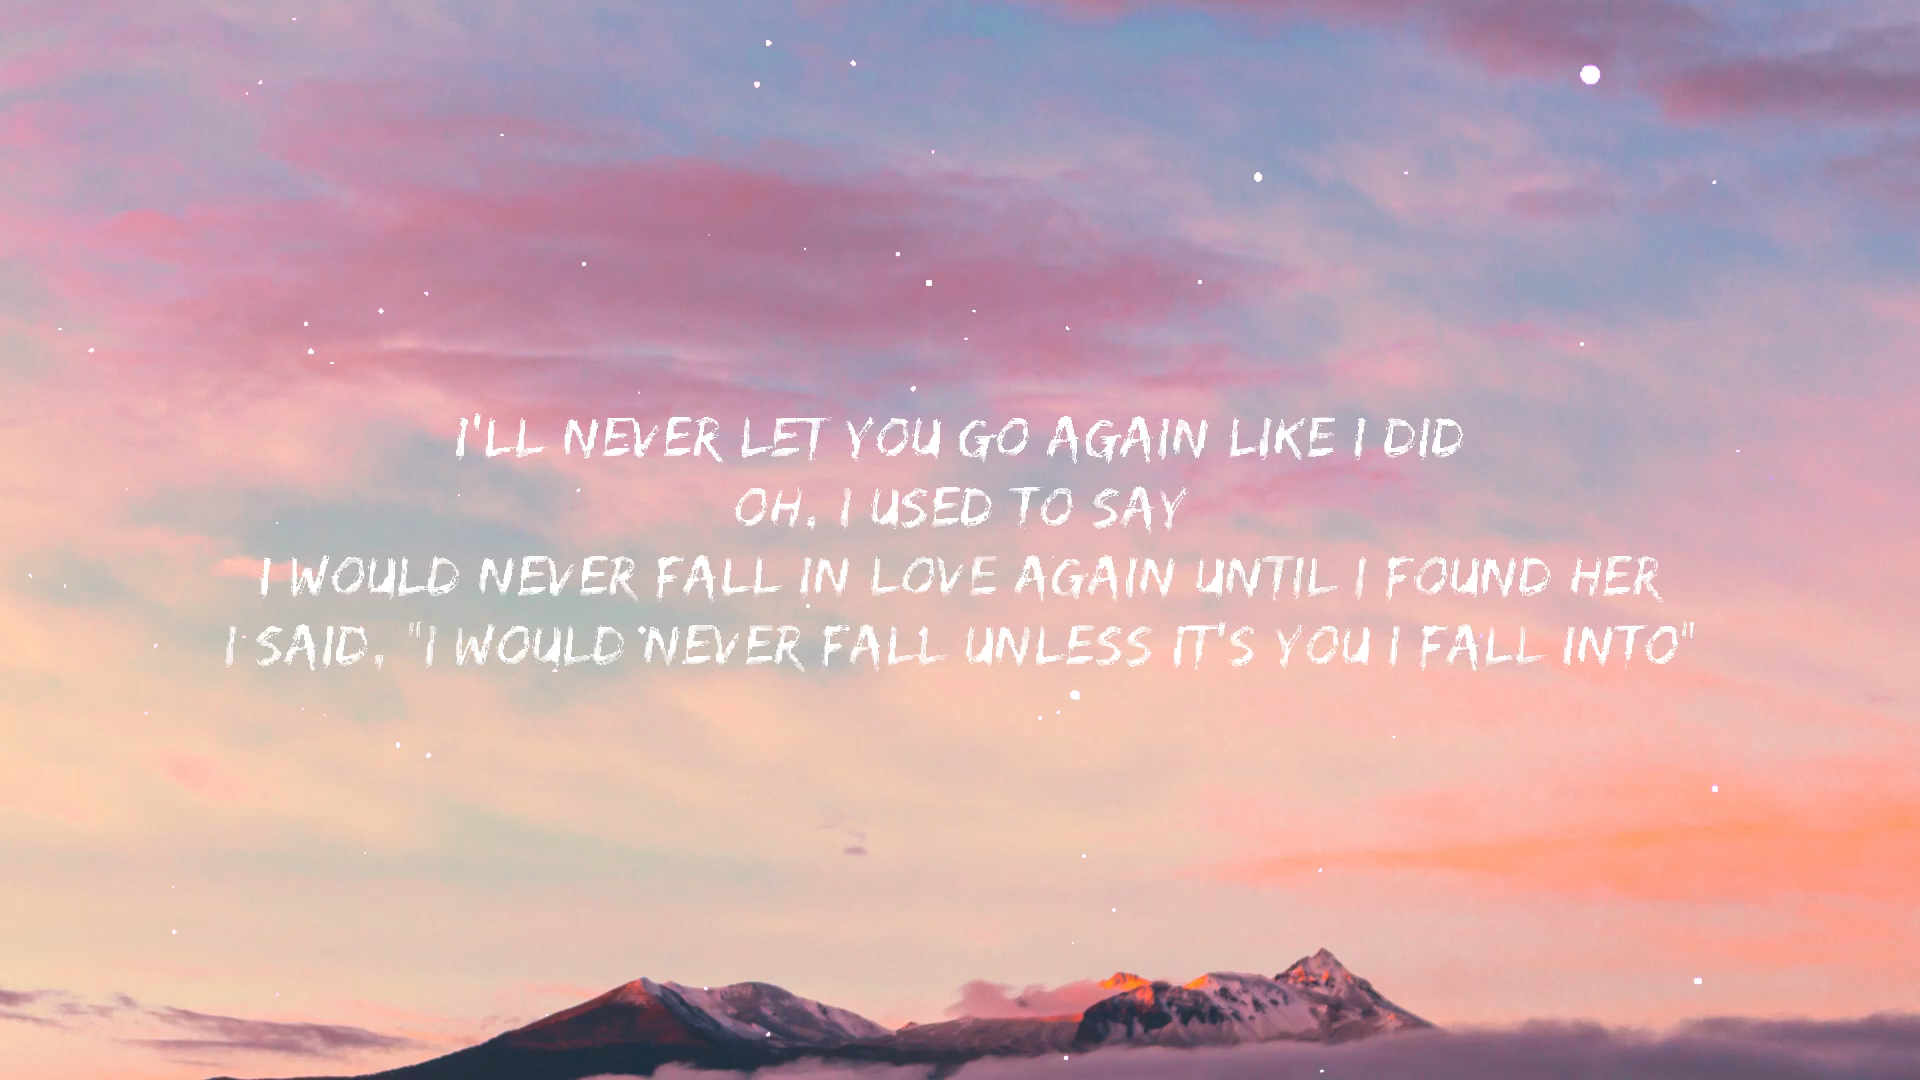 I'LL NEVER LET YOU GO AGAIN LIKE I DID
OH, I USED TO SAY
I WOULD NEVER FALL IN LOVE AGAIN UNTIL I FOUND HER
I SAID, "I WOULD NEVER FALL UNLESS IT'S YOU I FALL INTO"